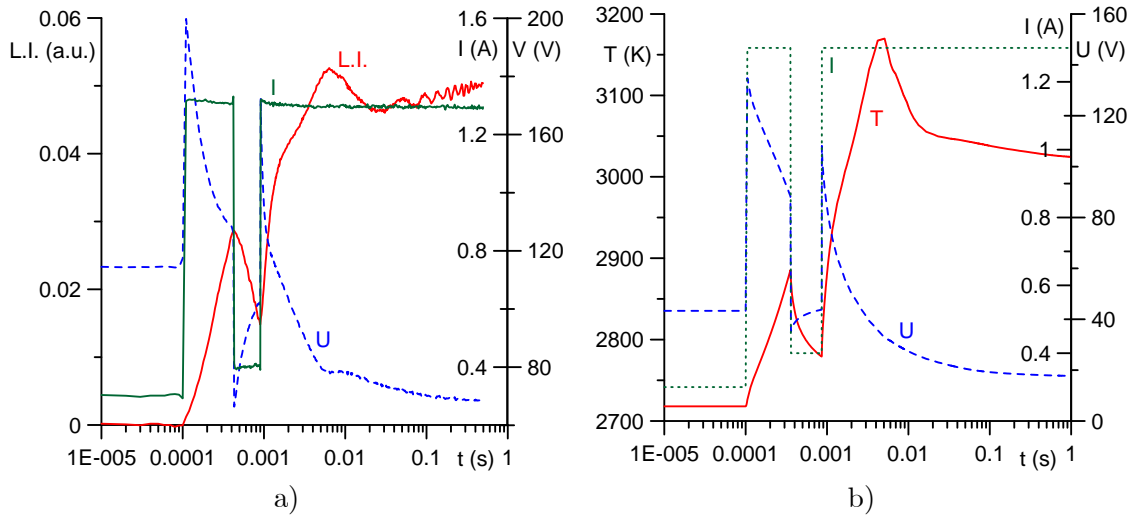 0.06
L.I. (a.u.)
0.04
0.02
0
1E-005
0.0001
0.001
0.01
0.1
t (s)
1
1.6
I (A)
1.2
0.8
0.4
200
V (V)
160
120
80
I
L.I.
U
a)
3200
T (K)
3100
3000
2900
2800
2700
1E-005
0.0001
0.001
0.01
0.1
t (s)
1
I (A)
1.2
1
0.8
0.6
0.4
0.2
160
U (V)
120
80
40
0
I
T
U
b)